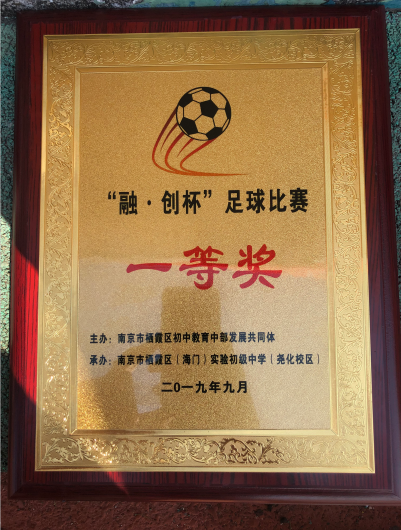 “融·创杯”足球比赛
一等奖
主办：南京市栖霞区初中教育中部发展共同体
承办：南京市栖霞区（海门）实验初级中学（尧化校区）
二〇一九年九月